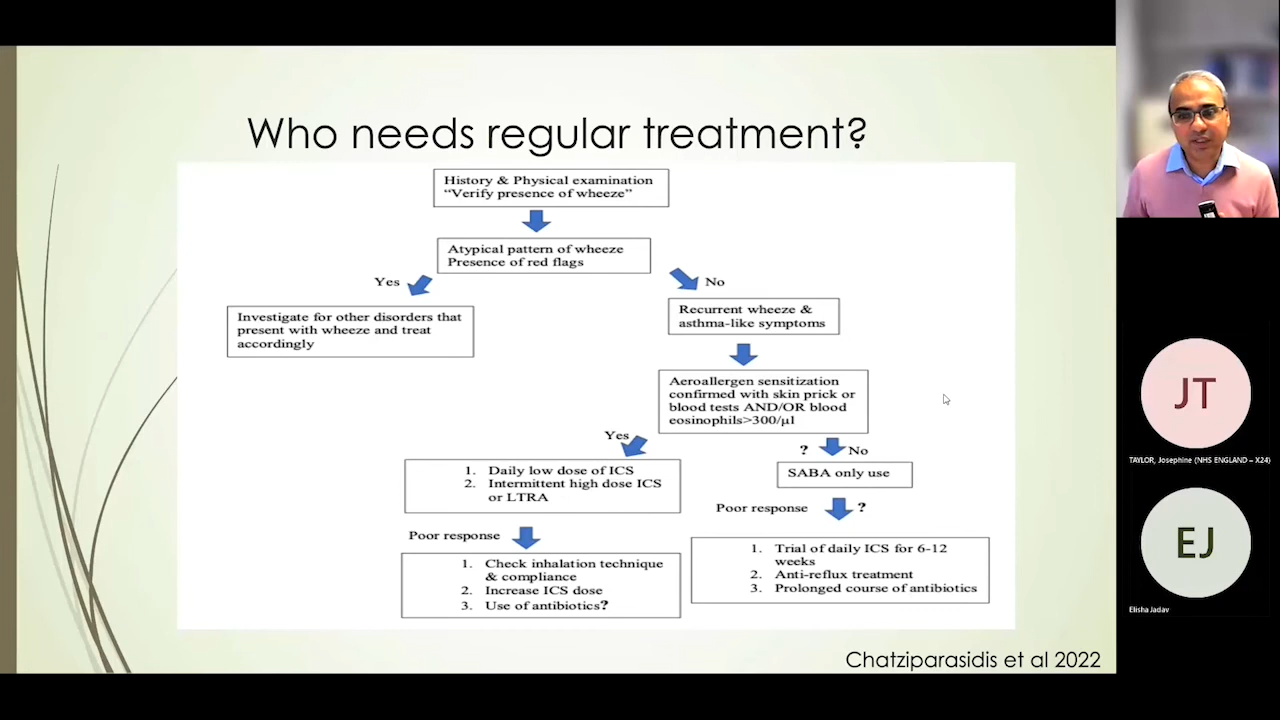 Who needs regular treatment?
History & Physical examination
“Verify presence of wheeze”
Atypical pattern of wheeze
Presence of red flags
Yes
No
Investigate for other disorders that
present with wheeze and treat
accordingly
Recurrent wheeze &
asthma-like symptoms
Aeroallergen sensitization
confirmed with skin prick or
blood tests AND/OR blood
eosinophils>300/µl
Yes
? No
1. Daily low dose of ICS
2. Intermittent high dose ICS
or LTRA
SABA only use
Poor response
Poor response ?
1. Check inhalation technique
& compliance
2. Increase ICS dose
3. Use of antibiotics?
1. Trial of daily ICS for 6-12
weeks
2. Anti-reflux treatment
3. Prolonged course of antibiotics
Chatziparasidis et al 2022
JT
TAYLOR, Josephine (NHS ENGLAND – X24)
EJ
Elisha Jadav